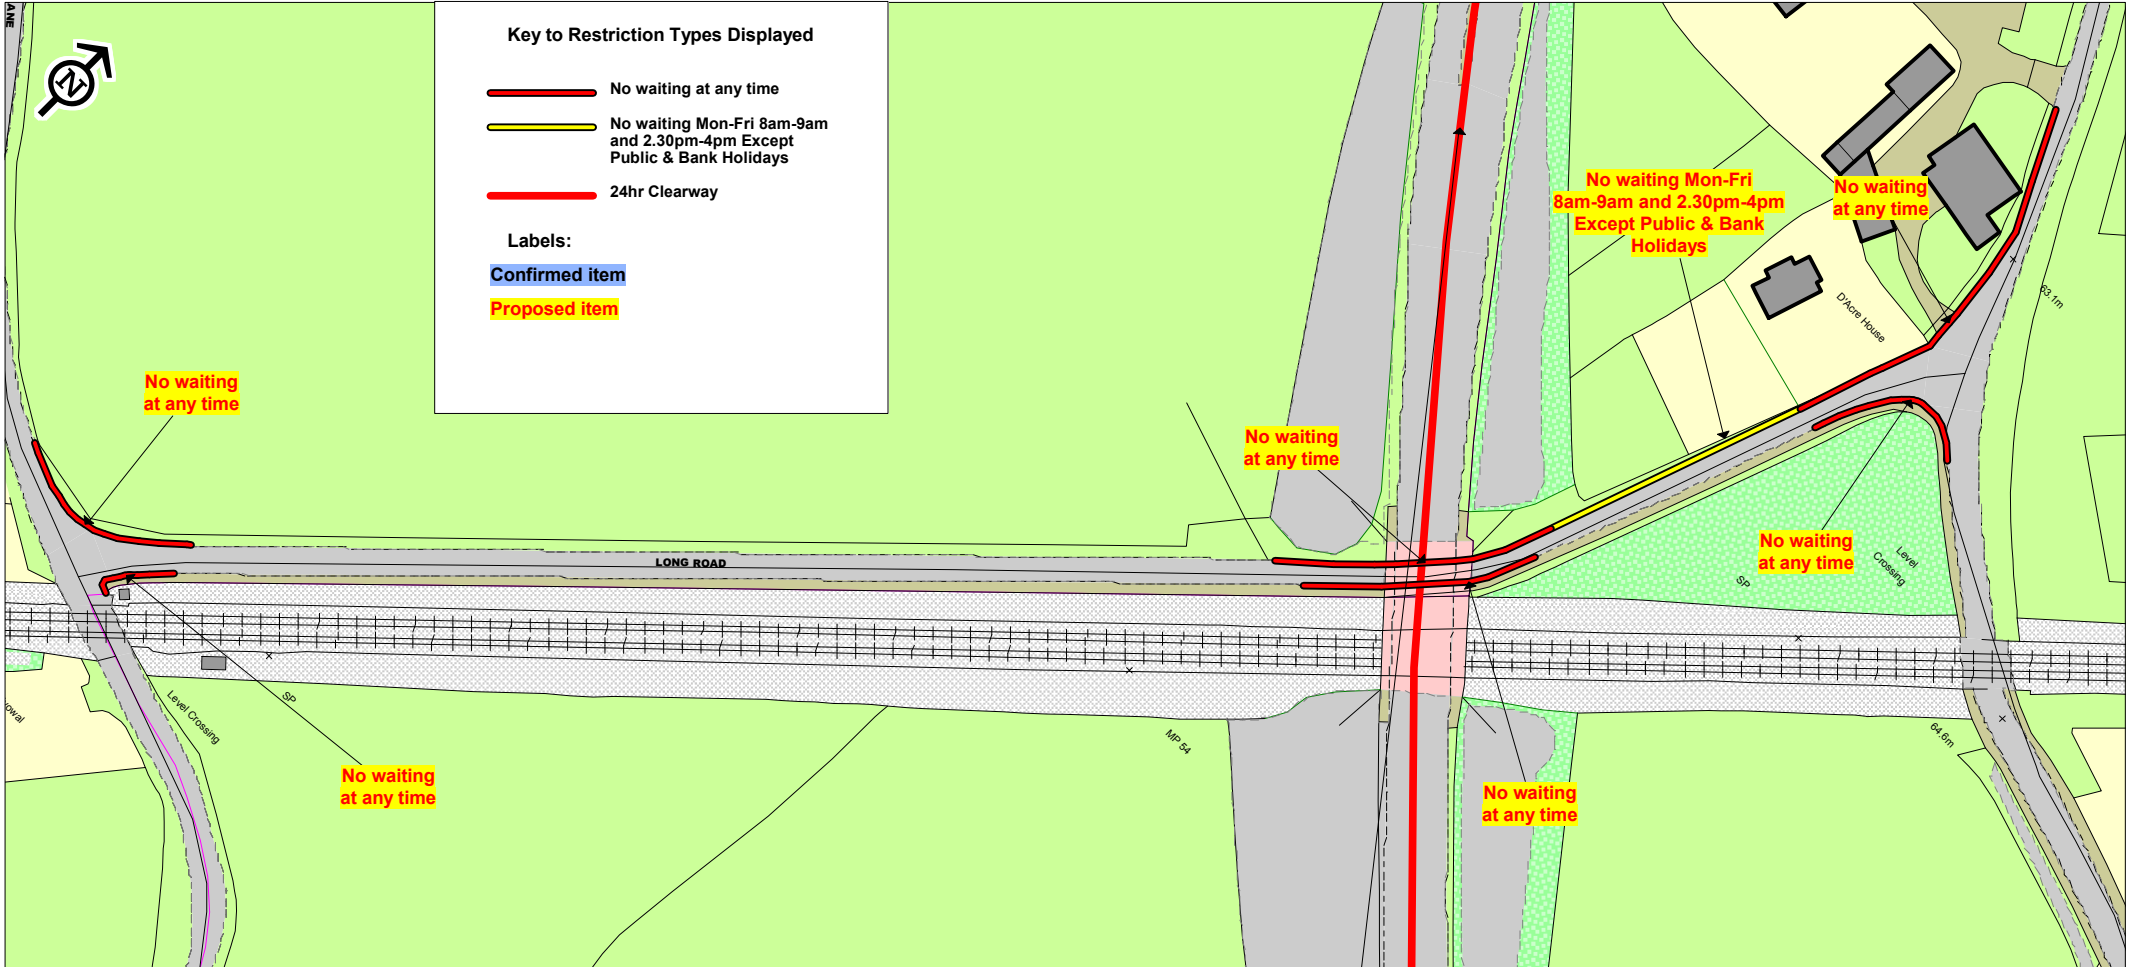 ANE
N
Key to Restriction Types Displayed
No waiting at any time
No waiting Mon-Fri 8am-9am
and 2.30pm-4pm Except
Public & Bank Holidays
24hr Clearway
Labels:
Confirmed item
Proposed item
No waiting Mon-Fri
8am-9am and 2.30pm-4pm
Except Public & Bank
Holidays
No waiting
at any time
63.1m
D'Acre House
No waiting
at any time
No waiting
at any time
No waiting
at any time
LONG ROAD
Level
Crossing
SP
SP
Level Crossing
owal
MP 54
64.6m
No waiting
at any time
No waiting
at any time